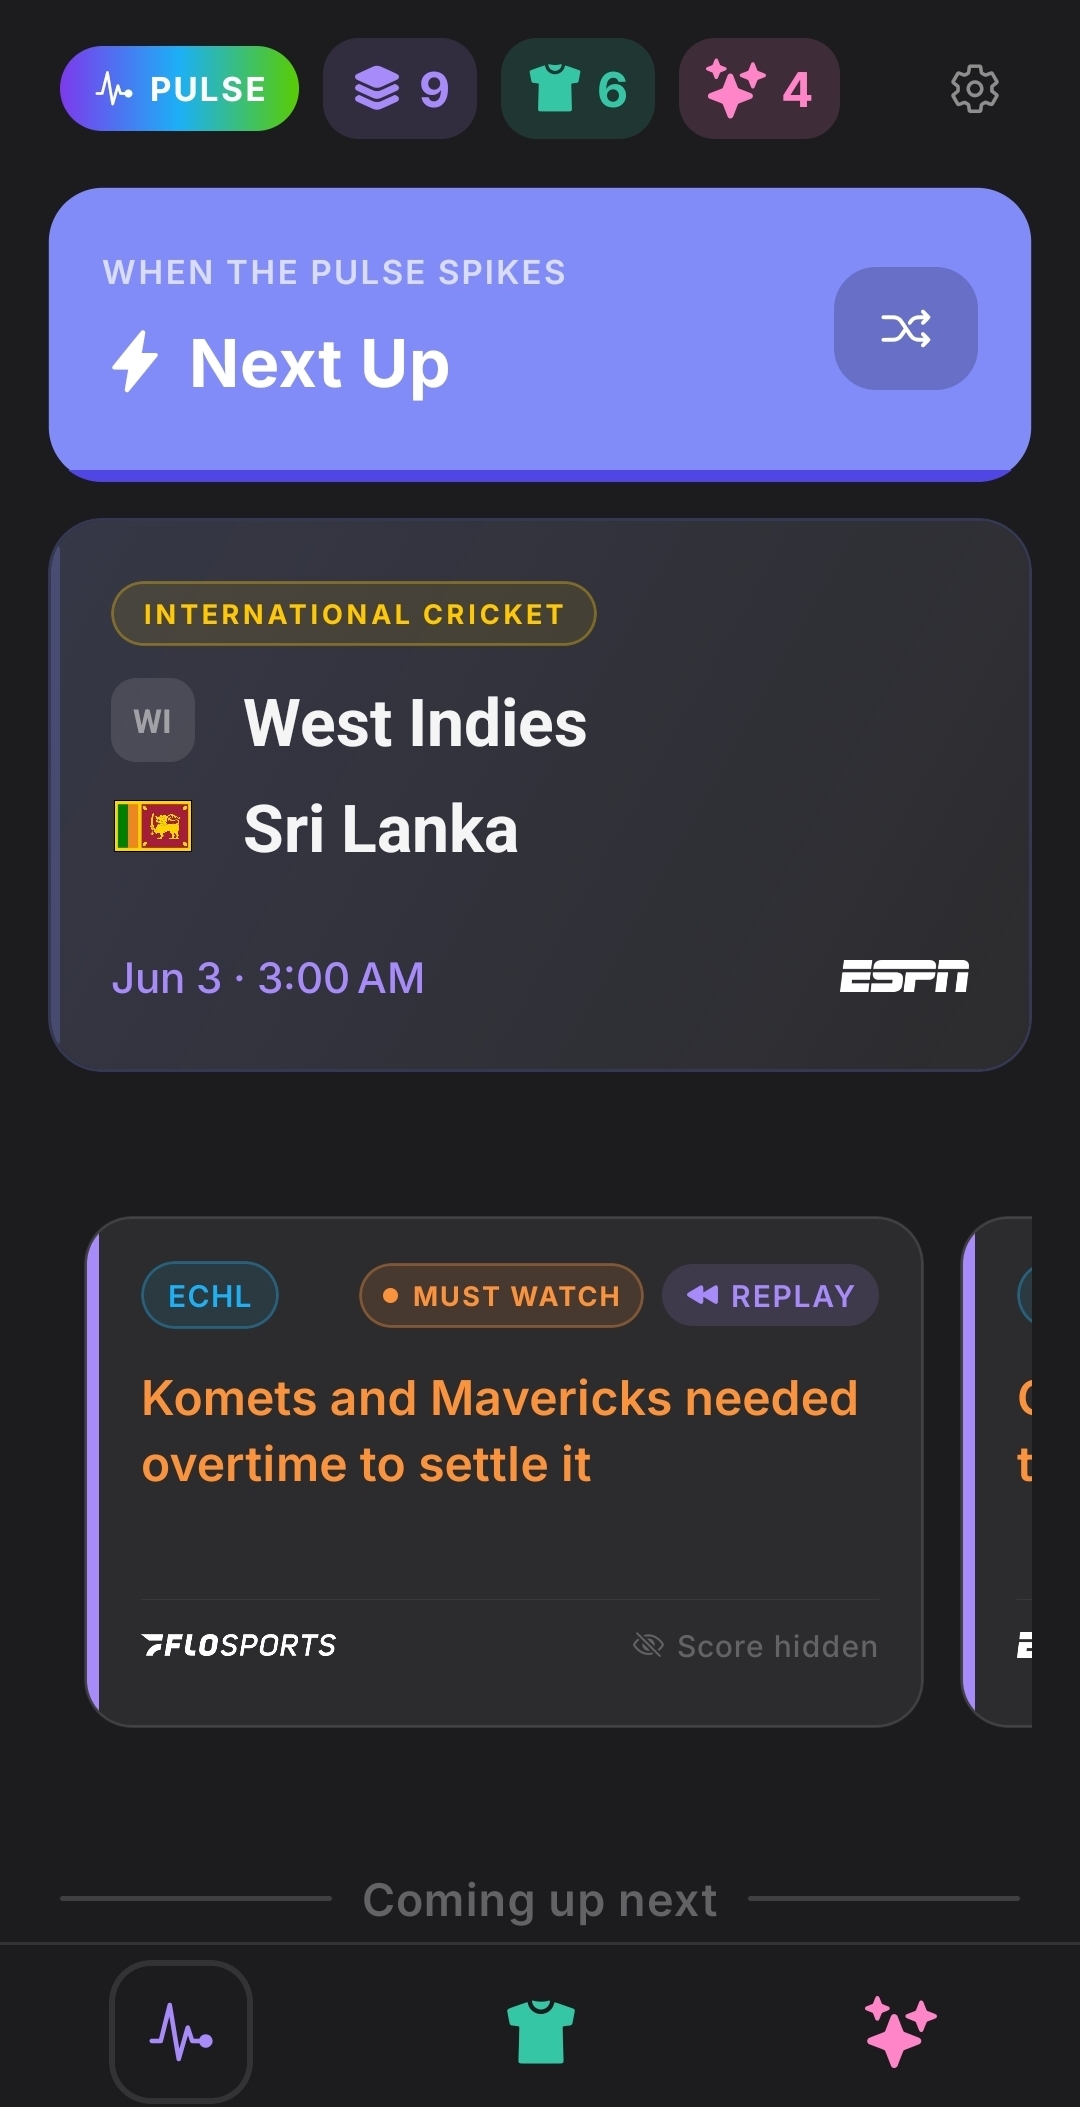 PULSE
9
6
4
WHEN THE PULSE SPIKES
Next Up
INTERNATIONAL CRICKET
WI
West Indies
Sri Lanka
Jun 3 · 3:00 AM
ESPN
ECHL
MUST WATCH
REPLAY
Komets and Mavericks needed
overtime to settle it
FLOSPORTS
Score hidden
Coming up next